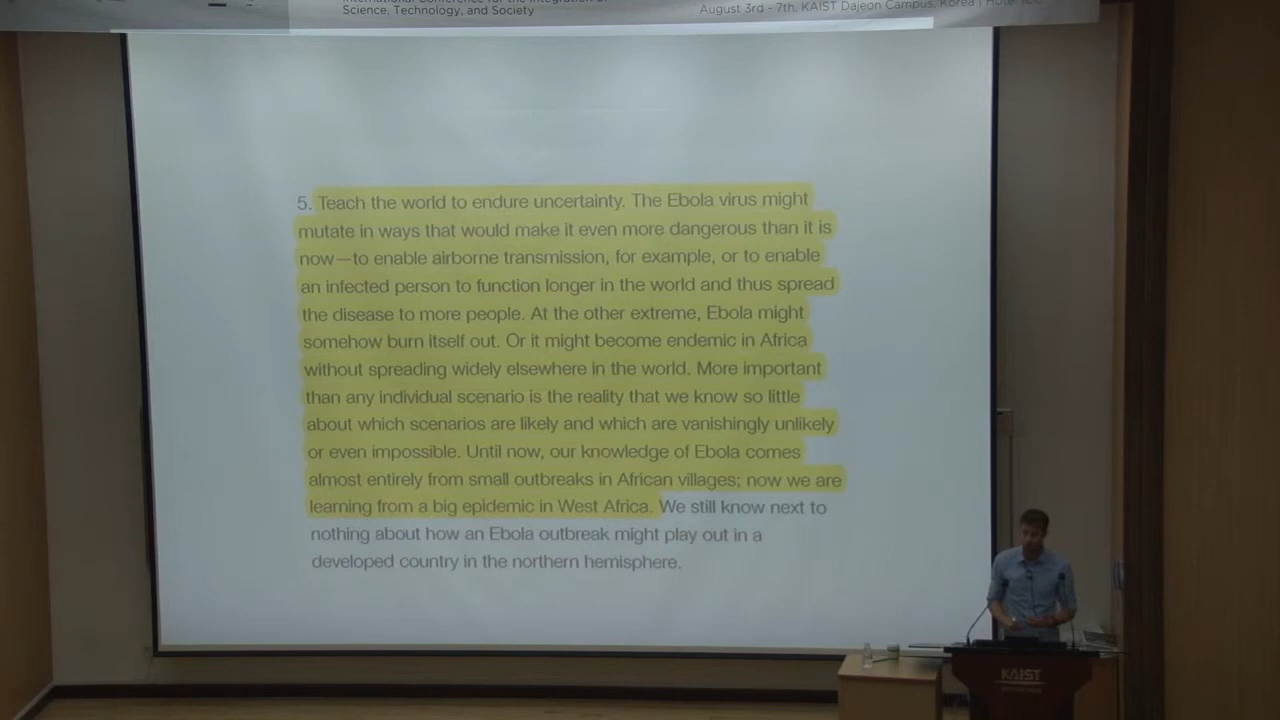 International Conference for the Integration of
Science, Technology, and Society
August 3rd - 7th. KAIST Dajeon Campus, Korea | Hotel ICC
5. Teach the world to endure uncertainty. The Ebola virus might
mutate in ways that would make it even more dangerous than it is
now—to enable airborne transmission, for example, or to enable
an infected person to function longer in the world and thus spread
the disease to more people. At the other extreme, Ebola might
somehow burn itself out. Or it might become endemic in Africa
without spreading widely elsewhere in the world. More important
than any individual scenario is the reality that we know so little
about which scenarios are likely and which are vanishingly unlikely
or even impossible. Until now, our knowledge of Ebola comes
almost entirely from small outbreaks in African villages; now we are
learning from a big epidemic in West Africa. We still know next to
nothing about how an Ebola outbreak might play out in a
developed country in the northern hemisphere.
KAIST